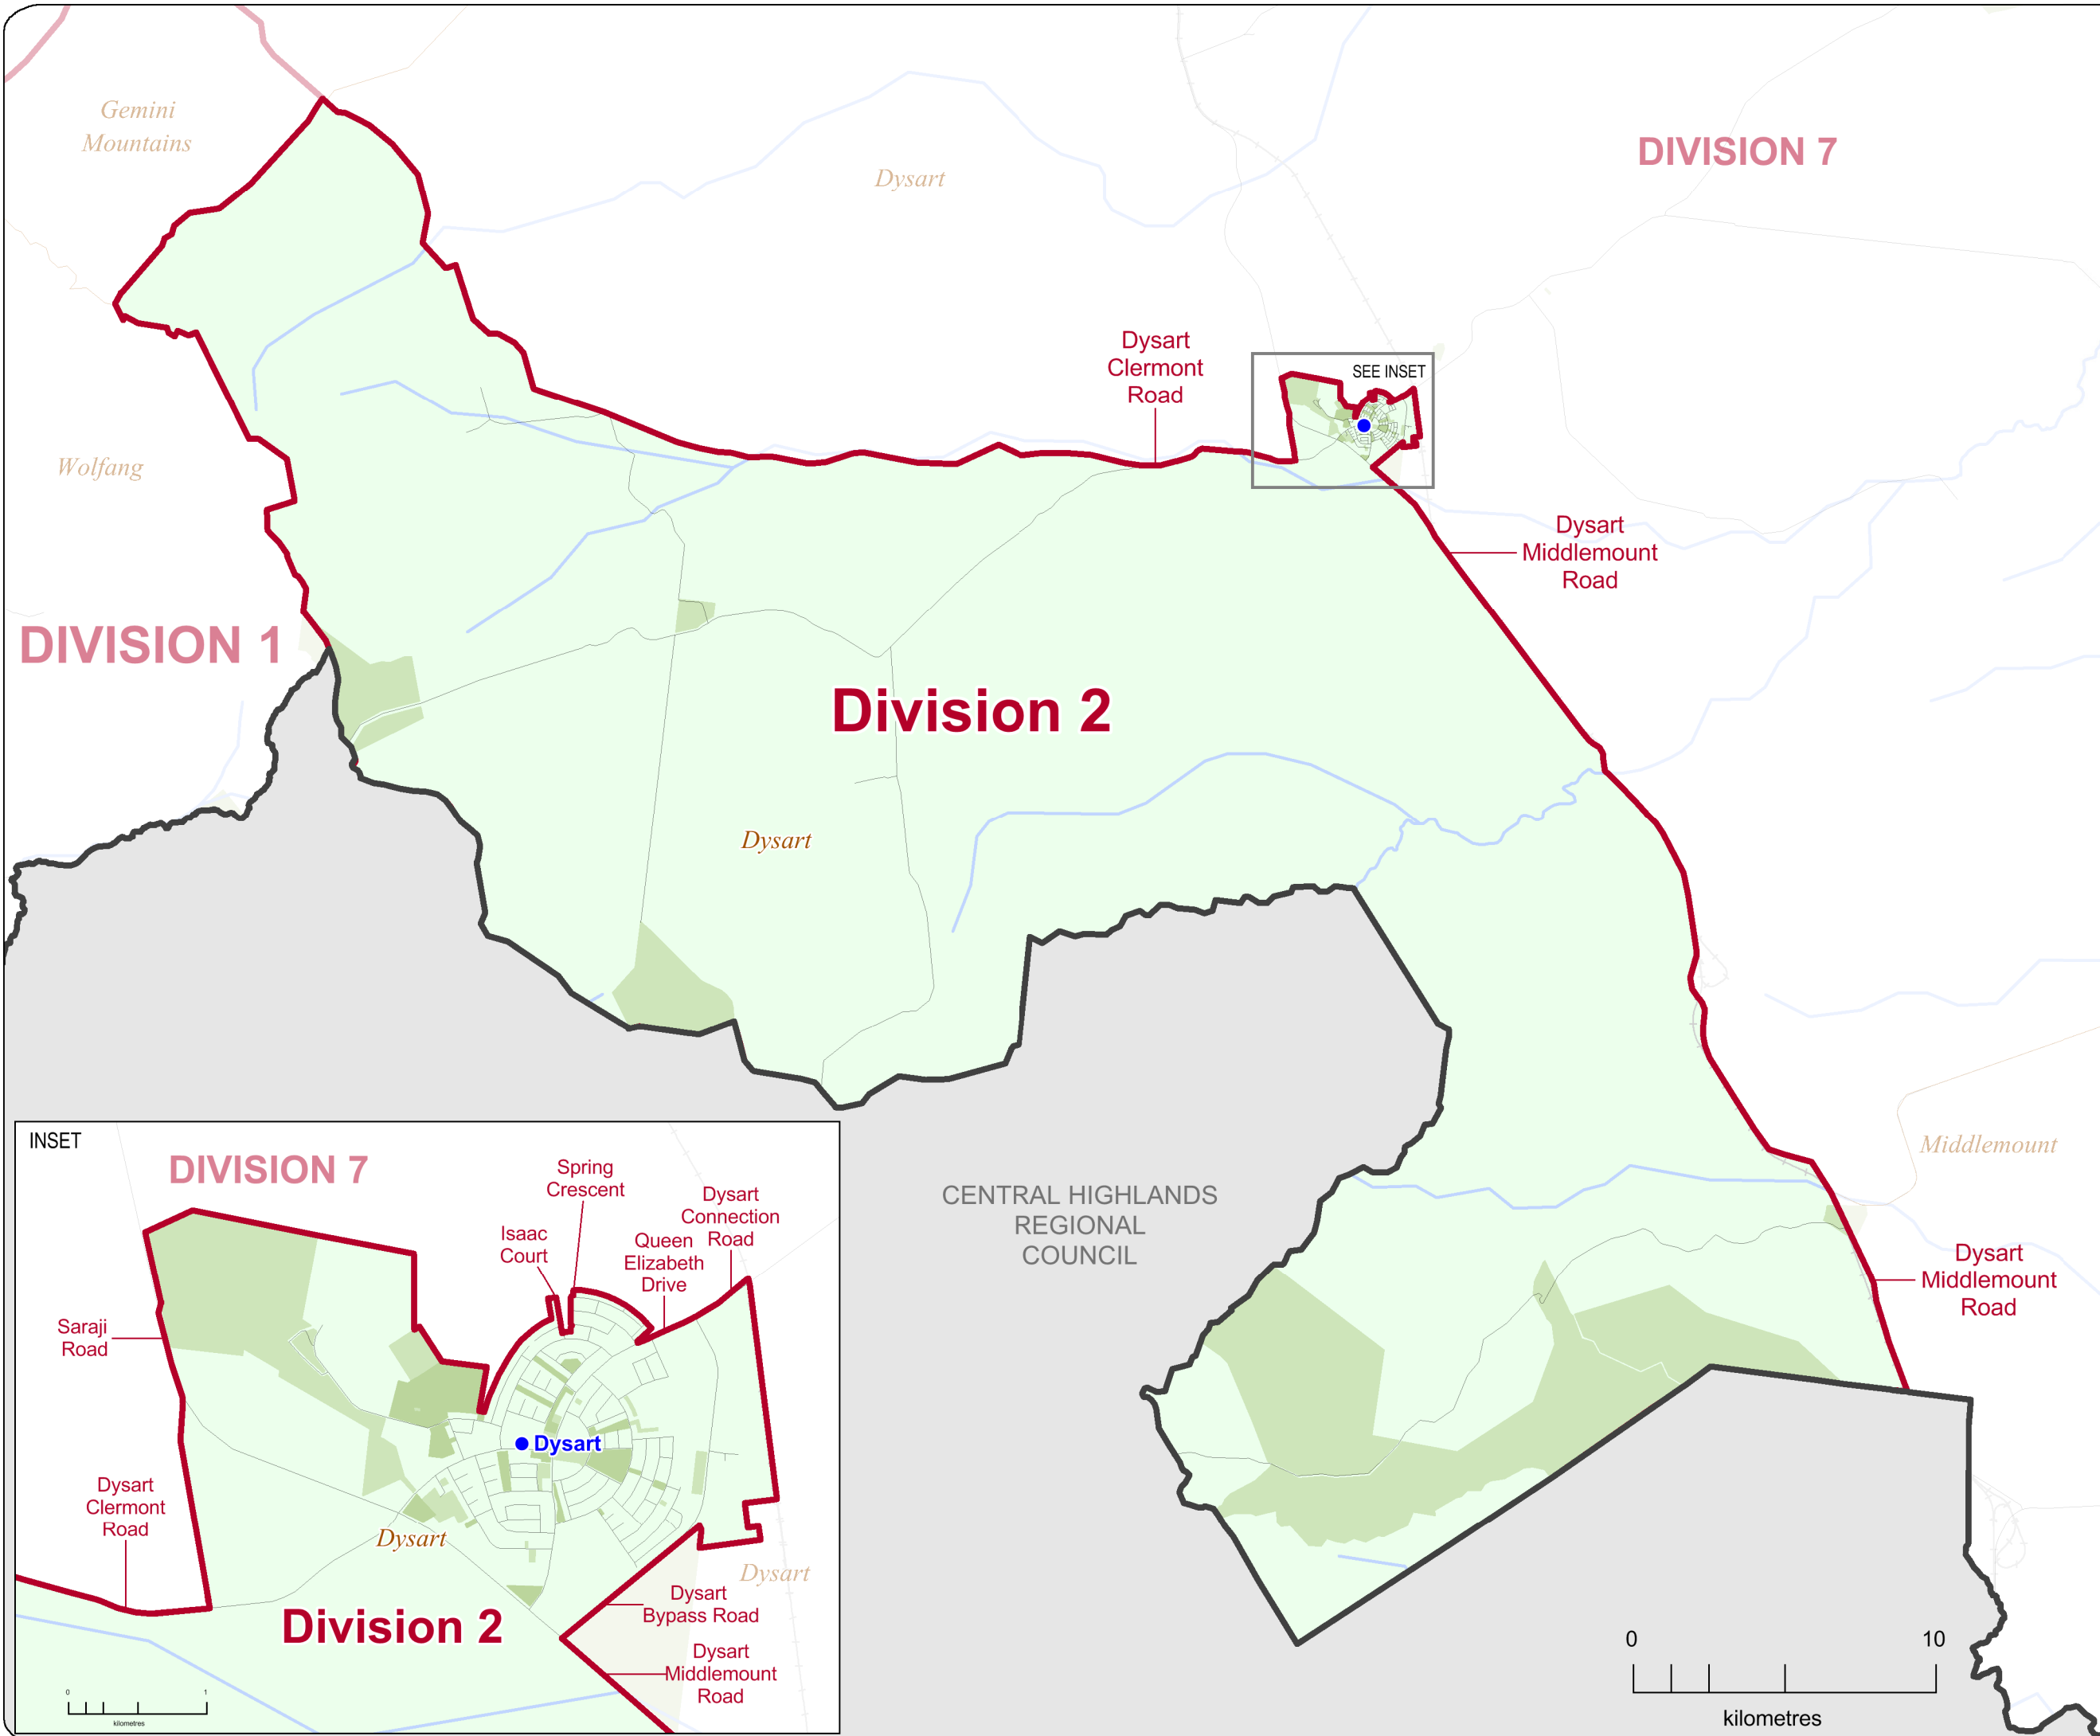 Gemini
Mountains
Dysart
DIVISION 7
Dysart
Clermont
Road
SEE INSET
Wolfang
Dysart
Middlemount
Road
DIVISION 1
Division 2
Dysart
CENTRAL HIGHLANDS
REGIONAL
COUNCIL
Middlemount
Dysart
Middlemount
Road
0 10
kilometres
INSET
DIVISION 7
Spring
Crescent
Dysart
Connection
Road
Isaac
Court
Queen
Elizabeth
Drive
Saraji
Road
Dysart
Dysart
Clermont
Road
Dysart
Dysart
Dysart
Bypass Road
Division 2
Dysart
Middlemount
Road
0 1
kilometres